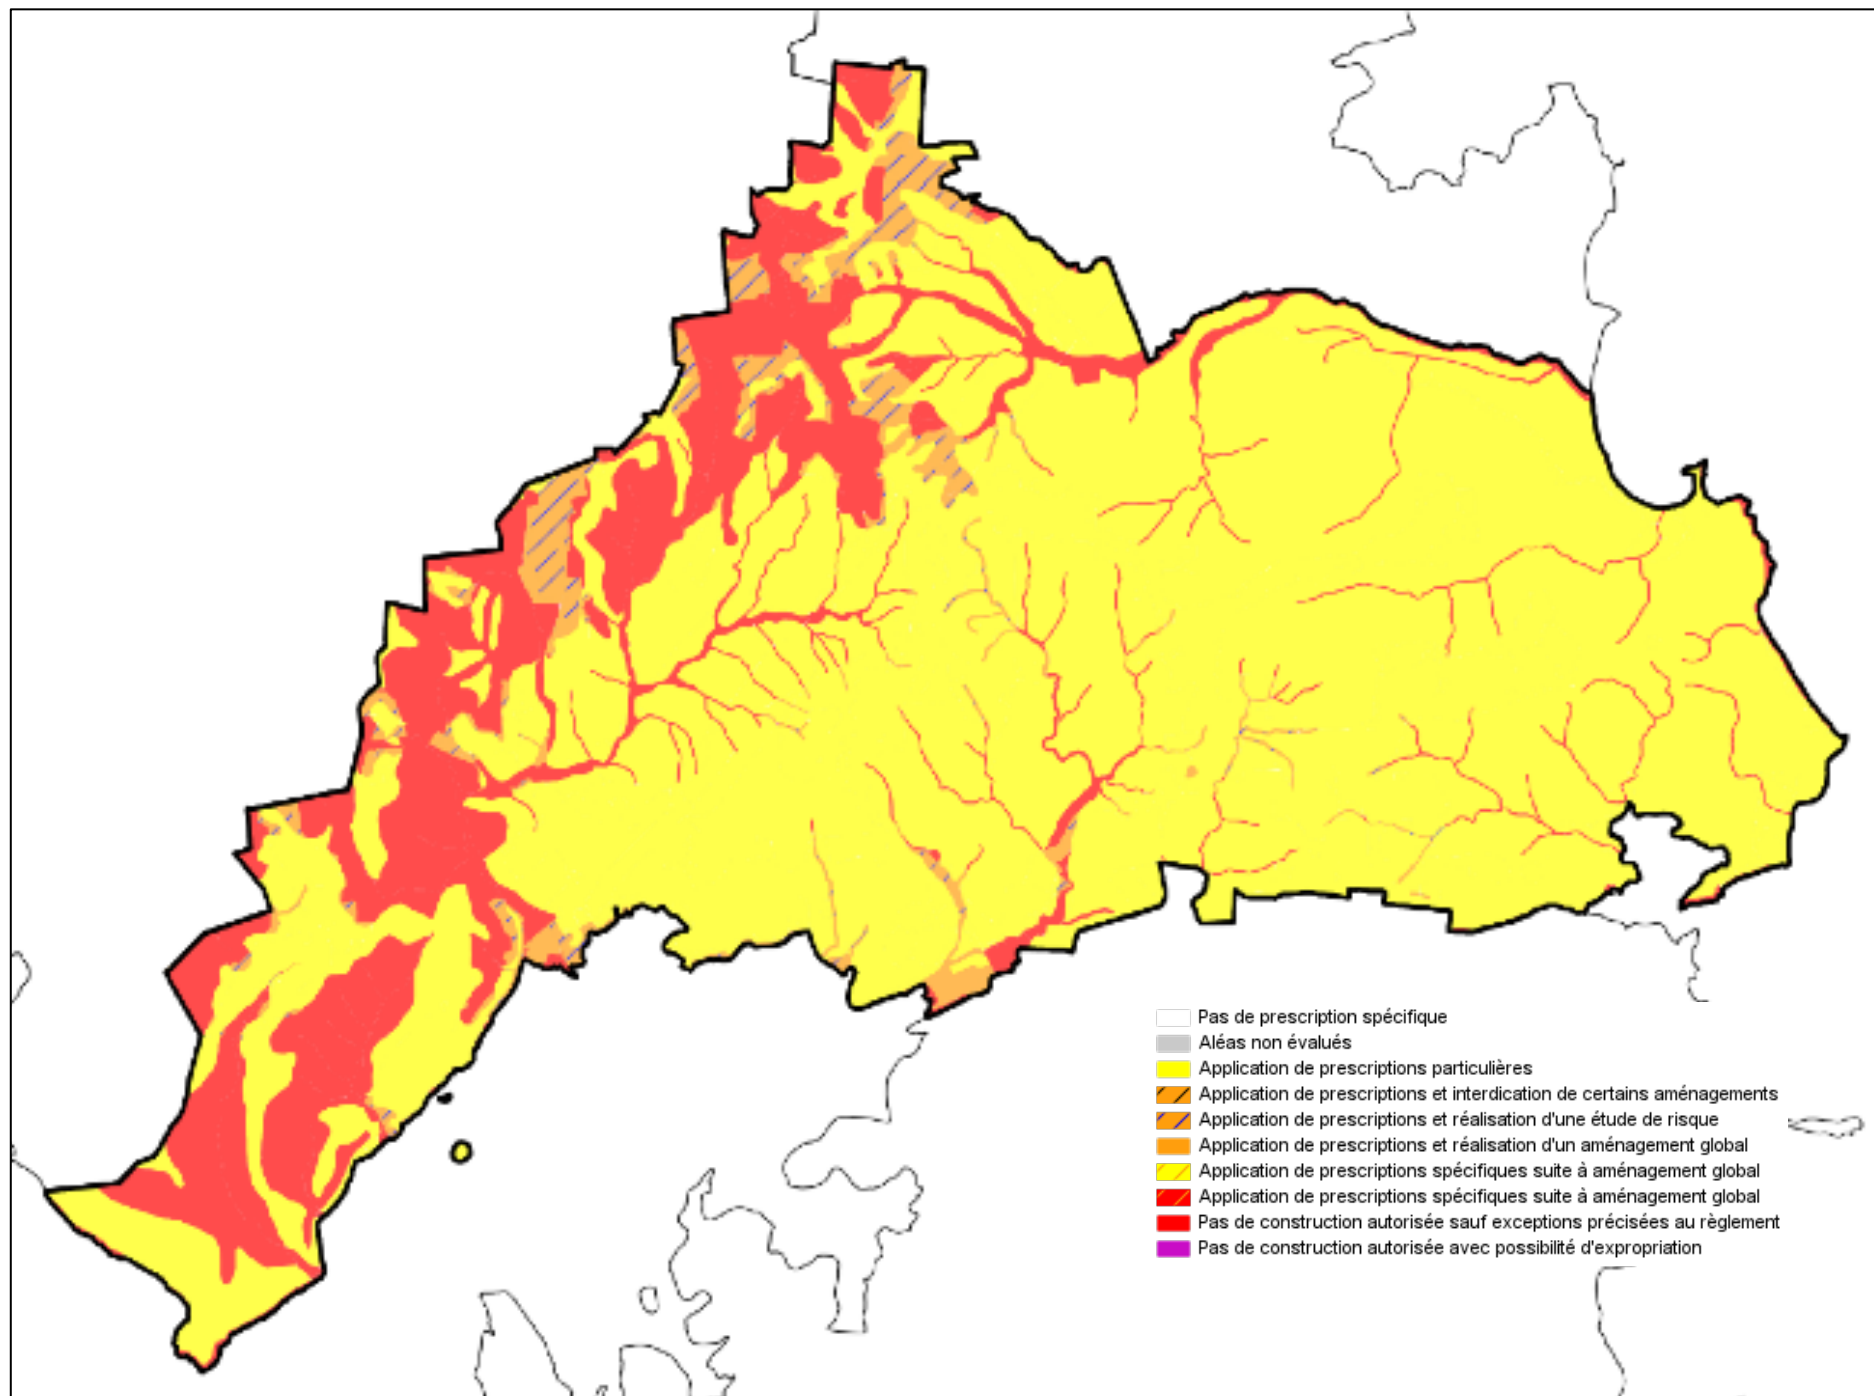 Pas de prescription spécifique
Aléas non évalués
Application de prescriptions particulières
Application de prescriptions et interdication de certains aménagements
Application de prescriptions et réalisation d'une étude de risque
Application de prescriptions et réalisation d'un aménagement global
Application de prescriptions spécifiques suite à aménagement global
Application de prescriptions spécifiques suite à aménagement global
Pas de construction autorisée sauf exceptions précisées au règlement
Pas de construction autorisée avec possibilité d'expropriation